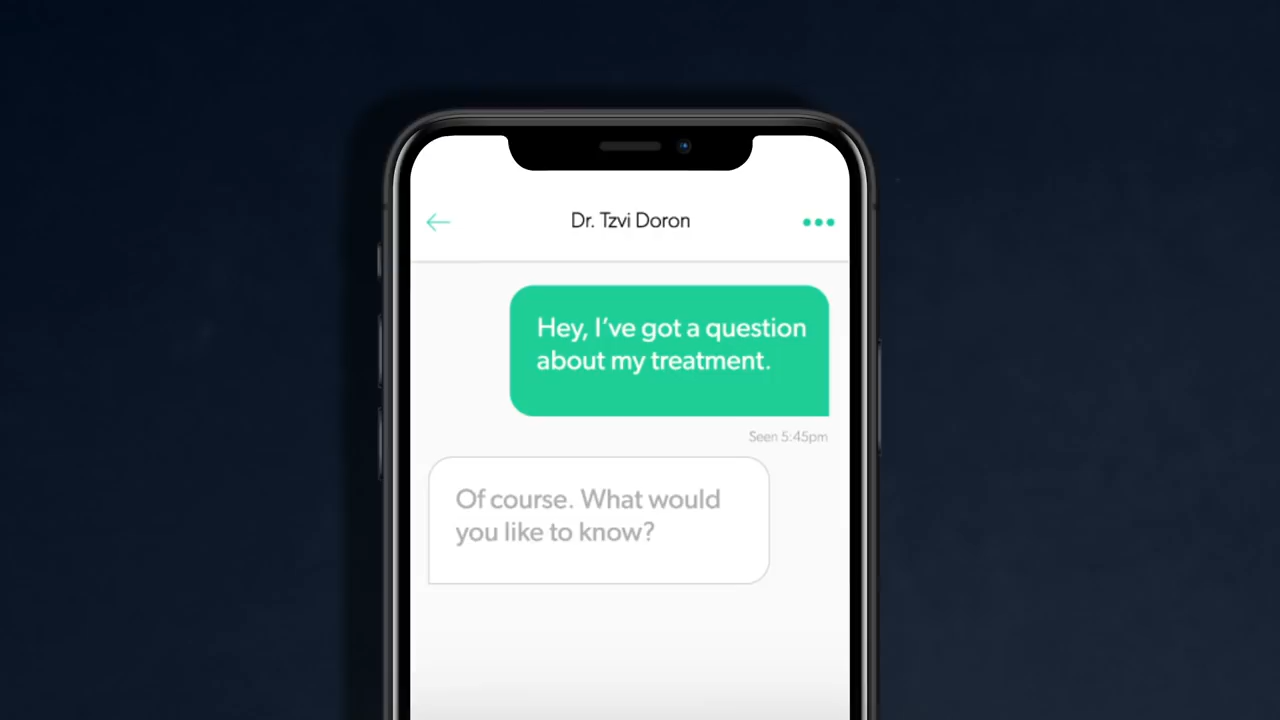 Dr. Tzvi Doron
Hey, I've got a question
about my treatment.
Seen 5:45pm
Of course. What would
you like to know?